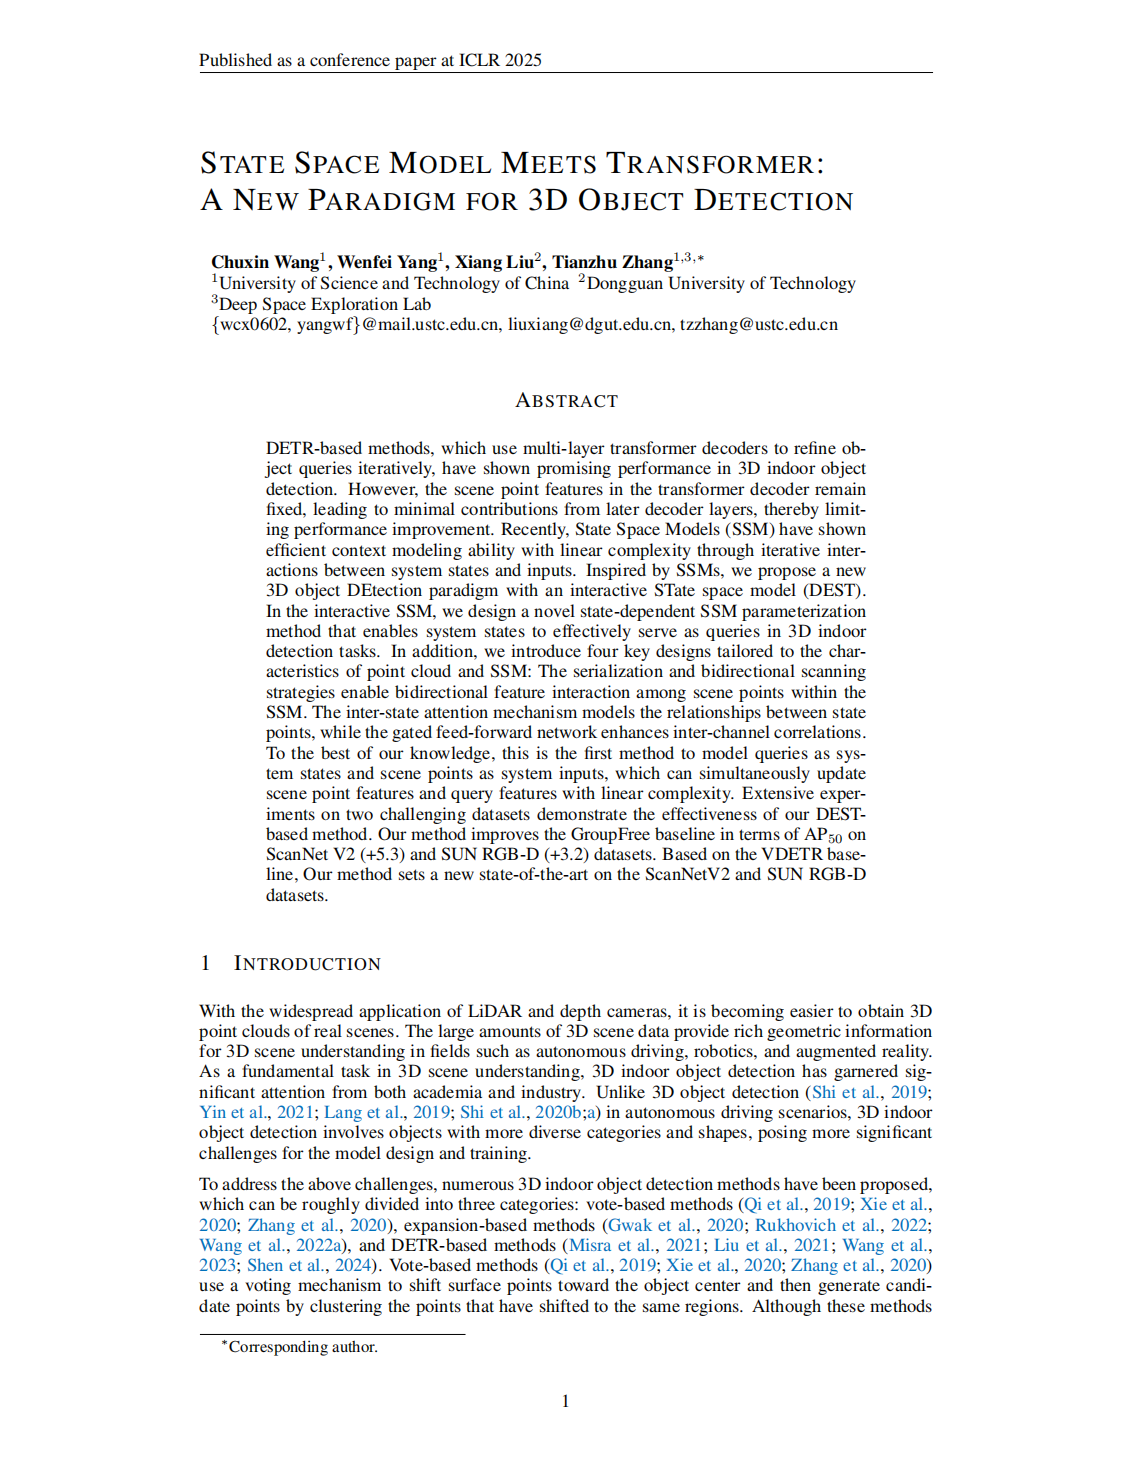 Published as a conference paper at ICLR 2025
STATE SPACE MODEL MEETS TRANSFORMER:
A NEW PARADIGM FOR 3D OBJECT DETECTION
Chuxin Wang1, Wenfei Yang1, Xiang Liu2, Tianzhu Zhang1,3,*
1University of Science and Technology of China 2Dongguan University of Technology
3Deep Space Exploration Lab
{wcx0602, yangwf}@mail.ustc.edu.cn, liuxiang@dgut.edu.cn, tzzhang@ustc.edu.cn
ABSTRACT
DETR-based methods, which use multi-layer transformer decoders to refine ob-
ject queries iteratively, have shown promising performance in 3D indoor object
detection. However, the scene point features in the transformer decoder remain
fixed, leading to minimal contributions from later decoder layers, thereby limit-
ing performance improvement. Recently, State Space Models (SSM) have shown
efficient context modeling ability with linear complexity through iterative inter-
actions between system states and inputs. Inspired by SSMs, we propose a new
3D object DEtection paradigm with an interactive STate space model (DEST).
In the interactive SSM, we design a novel state-dependent SSM parameterization
method that enables system states to effectively serve as queries in 3D indoor
detection tasks. In addition, we introduce four key designs tailored to the char-
acteristics of point cloud and SSM: The serialization and bidirectional scanning
strategies enable bidirectional feature interaction among scene points within the
SSM. The inter-state attention mechanism models the relationships between state
points, while the gated feed-forward network enhances inter-channel correlations.
To the best of our knowledge, this is the first method to model queries as sys-
tem states and scene points as system inputs, which can simultaneously update
scene point features and query features with linear complexity. Extensive exper-
iments on two challenging datasets demonstrate the effectiveness of our DEST-
based method. Our method improves the GroupFree baseline in terms of AP50 on
ScanNet V2 (+5.3) and SUN RGB-D (+3.2) datasets. Based on the VDETR base-
line, Our method sets a new state-of-the-art on the ScanNetV2 and SUN RGB-D
datasets.
1 INTRODUCTION
With the widespread application of LiDAR and depth cameras, it is becoming easier to obtain 3D
point clouds of real scenes. The large amounts of 3D scene data provide rich geometric information
for 3D scene understanding in fields such as autonomous driving, robotics, and augmented reality.
As a fundamental task in 3D scene understanding, 3D indoor object detection has garnered sig-
nificant attention from both academia and industry. Unlike 3D object detection (Shi et al., 2019;
Yin et al., 2021; Lang et al., 2019; Shi et al., 2020b;a) in autonomous driving scenarios, 3D indoor
object detection involves objects with more diverse categories and shapes, posing more significant
challenges for the model design and training.
To address the above challenges, numerous 3D indoor object detection methods have been proposed,
which can be roughly divided into three categories: vote-based methods (Qi et al., 2019; Xie et al.,
2020; Zhang et al., 2020), expansion-based methods (Gwak et al., 2020; Rukhovich et al., 2022;
Wang et al., 2022a), and DETR-based methods (Misra et al., 2021; Liu et al., 2021; Wang et al.,
2023; Shen et al., 2024). Vote-based methods (Qi et al., 2019; Xie et al., 2020; Zhang et al., 2020)
use a voting mechanism to shift surface points toward the object center and then generate candi-
date points by clustering the points that have shifted to the same regions. Although these methods
*Corresponding author.
1